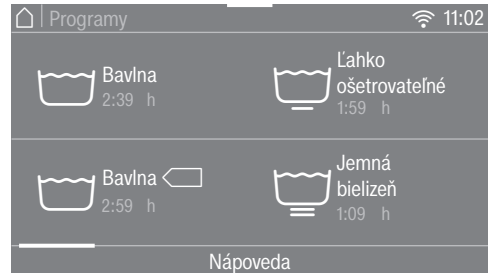 Programy
11:02
Bavlna
2:39 h
Ľahko
ošetrovateľné
1:59 h
Bavlna
2:59 h
Jemná
bielizeň
1:09 h
Nápoveda